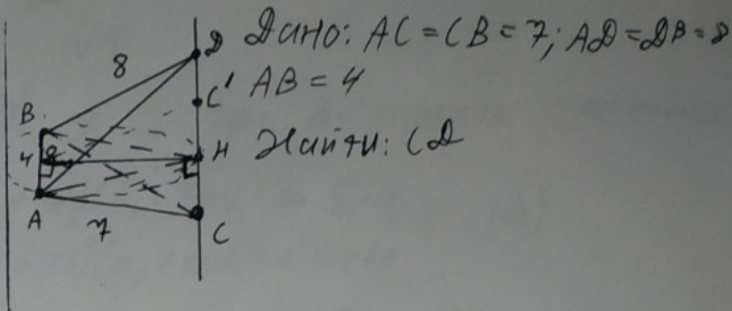 Дано: AC = CB = 7; AD = DB = 8
AB = 4
Найти: CD
D
8
C'
B
4
H
A
7
C